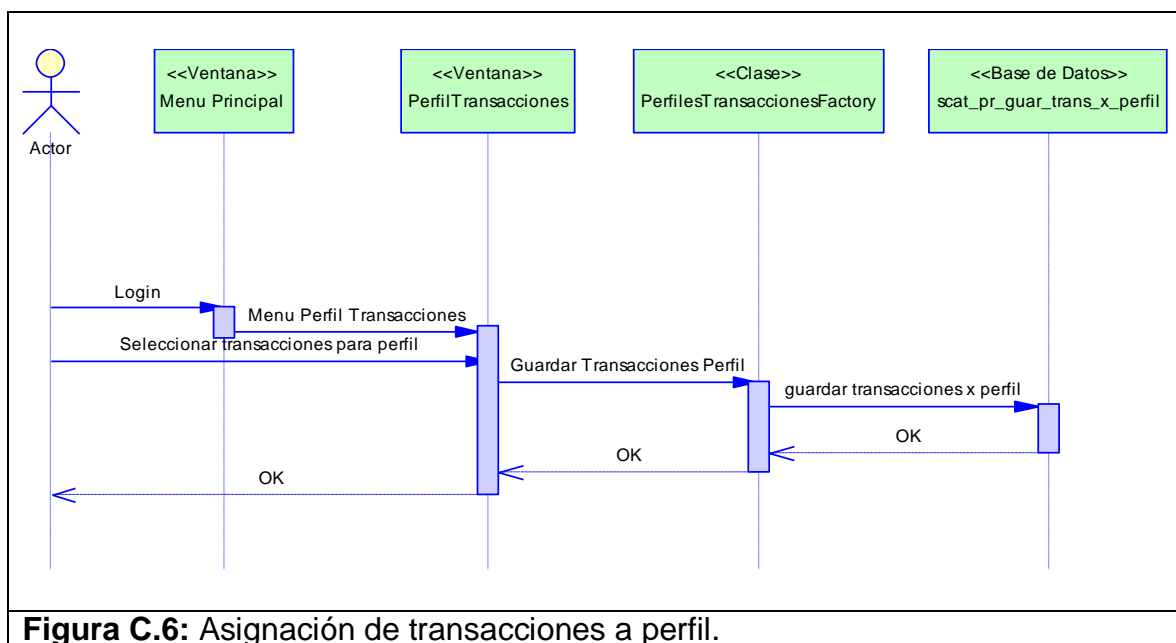 <<Ventana>>
Menu Principal
<<Ventana>>
PerfilTransacciones
<<Clase>>
PerfilesTransaccionesFactory
<<Base de Datos>>
scat_pr_guar_trans_x_perfil
Actor
Login
Menu Perfil Transacciones
Seleccionar transacciones para perfil
Guardar Transacciones Perfil
guardar transacciones x perfil
OK
OK
OK
Figura C.6: Asignación de transacciones a perfil.